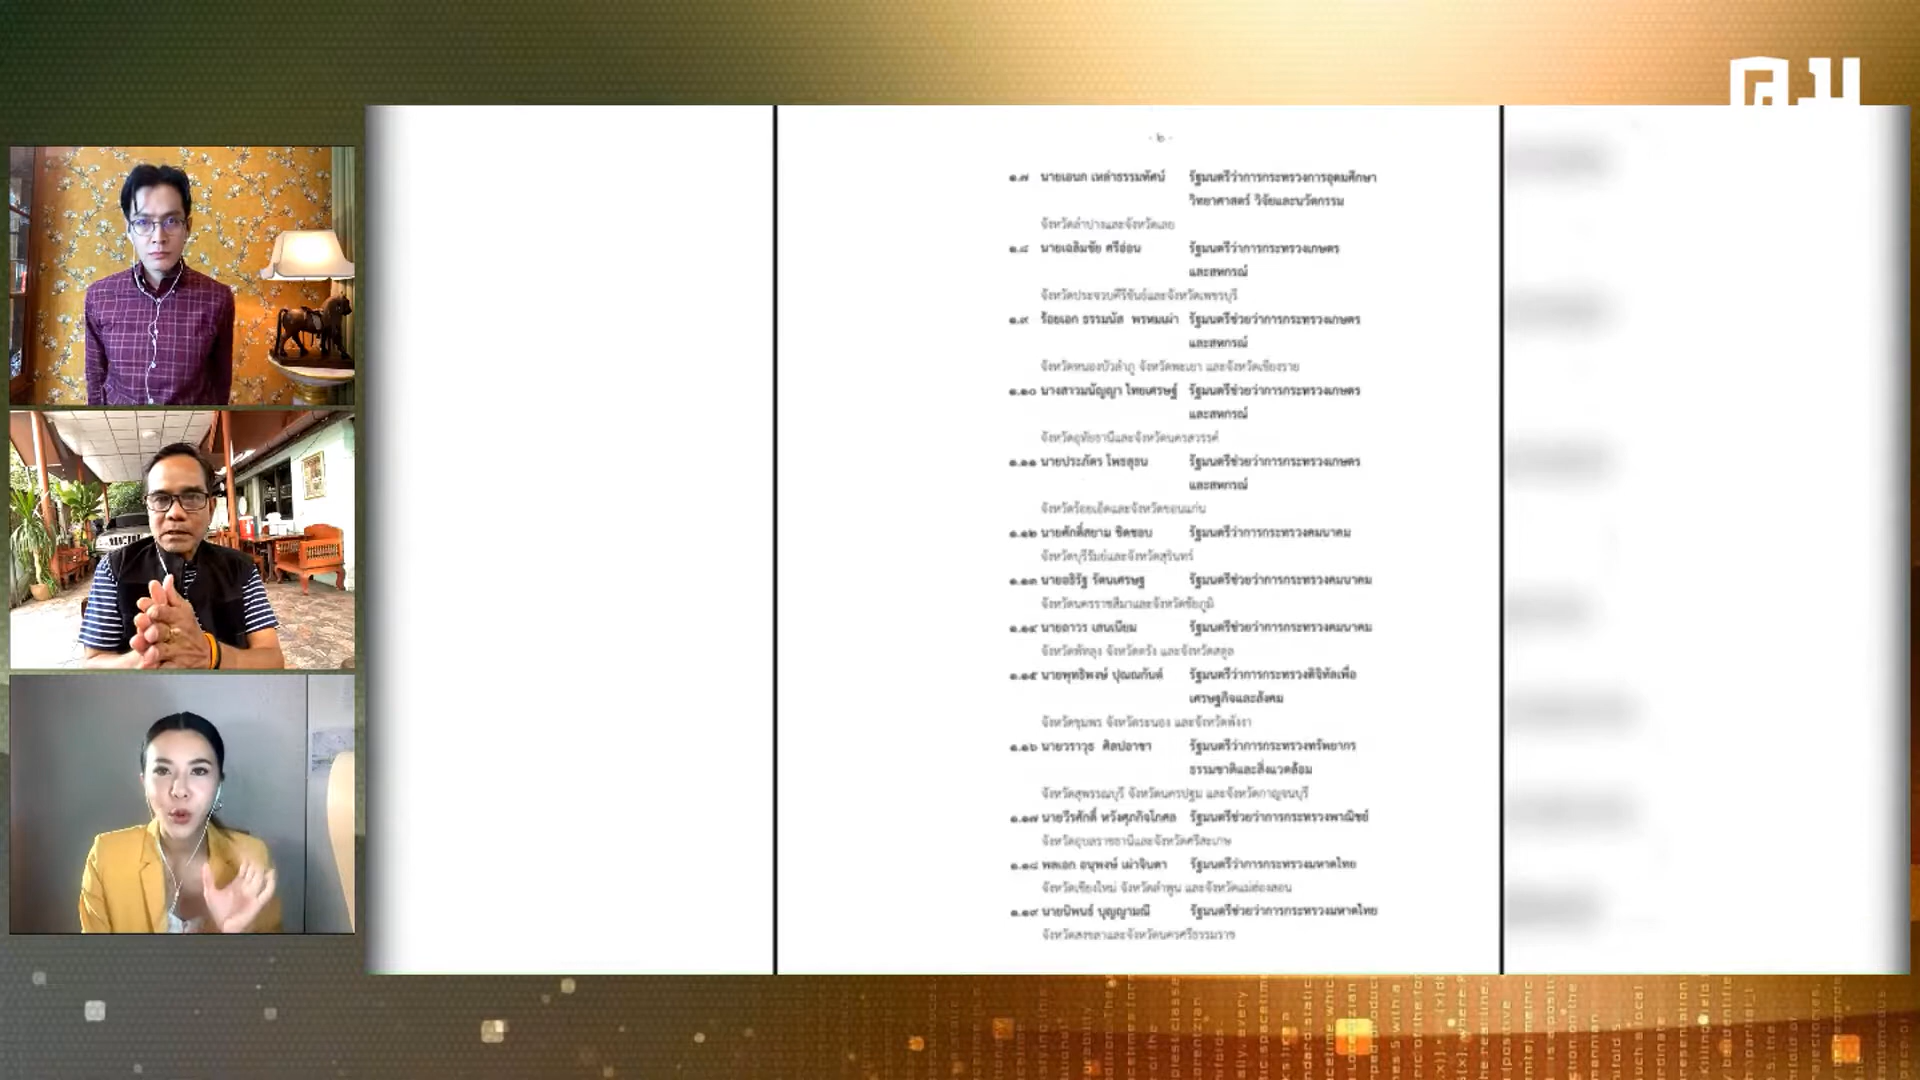 คม
- ๒ -
๑.๗ นายเอนก เหล่าธรรมทัศน์ รัฐมนตรีว่าการกระทรวงการอุดมศึกษา
วิทยาศาสตร์ วิจัยและนวัตกรรม
จังหวัดลำปางและจังหวัดเลย
๑.๘ นายเฉลิมชัย ศรีอ่อน รัฐมนตรีว่าการกระทรวงเกษตร
และสหกรณ์
จังหวัดประจวบคีรีขันธ์และจังหวัดเพชรบุรี
๑.๙ ร้อยเอก ธรรมนัส พรหมเผ่า รัฐมนตรีช่วยว่าการกระทรวงเกษตร
และสหกรณ์
จังหวัดหนองบัวลำภู จังหวัดพะเยา และจังหวัดเชียงราย
๑.๑๐ นางสาวมนัญญา ไทยเศรษฐ์ รัฐมนตรีช่วยว่าการกระทรวงเกษตร
และสหกรณ์
จังหวัดอุทัยธานีและจังหวัดนครสวรรค์
๑.๑๑ นายประภัตร โพธสุธน รัฐมนตรีช่วยว่าการกระทรวงเกษตร
และสหกรณ์
จังหวัดร้อยเอ็ดและจังหวัดขอนแก่น
๑.๑๒ นายศักดิ์สยาม ชิดชอบ รัฐมนตรีว่าการกระทรวงคมนาคม
จังหวัดบุรีรัมย์และจังหวัดสุรินทร์
๑.๑๓ นายอธิรัฐ รัตนเศรษฐ รัฐมนตรีช่วยว่าการกระทรวงคมนาคม
จังหวัดนครราชสีมาและจังหวัดชัยภูมิ
๑.๑๔ นายถาวร เสนเนียม รัฐมนตรีช่วยว่าการกระทรวงคมนาคม
จังหวัดพัทลุง จังหวัดตรัง และจังหวัดสตูล
๑.๑๕ นายพุทธิพงษ์ ปุณณกันต์ รัฐมนตรีว่าการกระทรวงดิจิทัลเพื่อ
เศรษฐกิจและสังคม
จังหวัดชุมพร จังหวัดระนอง และจังหวัดพังงา
๑.๑๖ นายวราวุธ ศิลปอาชา รัฐมนตรีว่าการกระทรวงทรัพยากร
ธรรมชาติและสิ่งแวดล้อม
จังหวัดสุพรรณบุรี จังหวัดนครปฐม และจังหวัดกาญจนบุรี
๑.๑๗ นายวีรศักดิ์ หวังศุภกิจโกศล รัฐมนตรีช่วยว่าการกระทรวงพาณิชย์
จังหวัดอุบลราชธานีและจังหวัดศรีสะเกษ
๑.๑๘ พลเอก อนุพงษ์ เผ่าจินดา รัฐมนตรีว่าการกระทรวงมหาดไทย
จังหวัดเชียงใหม่ จังหวัดลำพูน และจังหวัดแม่ฮ่องสอน
๑.๑๙ นายนิพนธ์ บุญญามณี รัฐมนตรีช่วยว่าการกระทรวงมหาดไทย
จังหวัดสงขลาและจังหวัดนครศรีธรรมราช